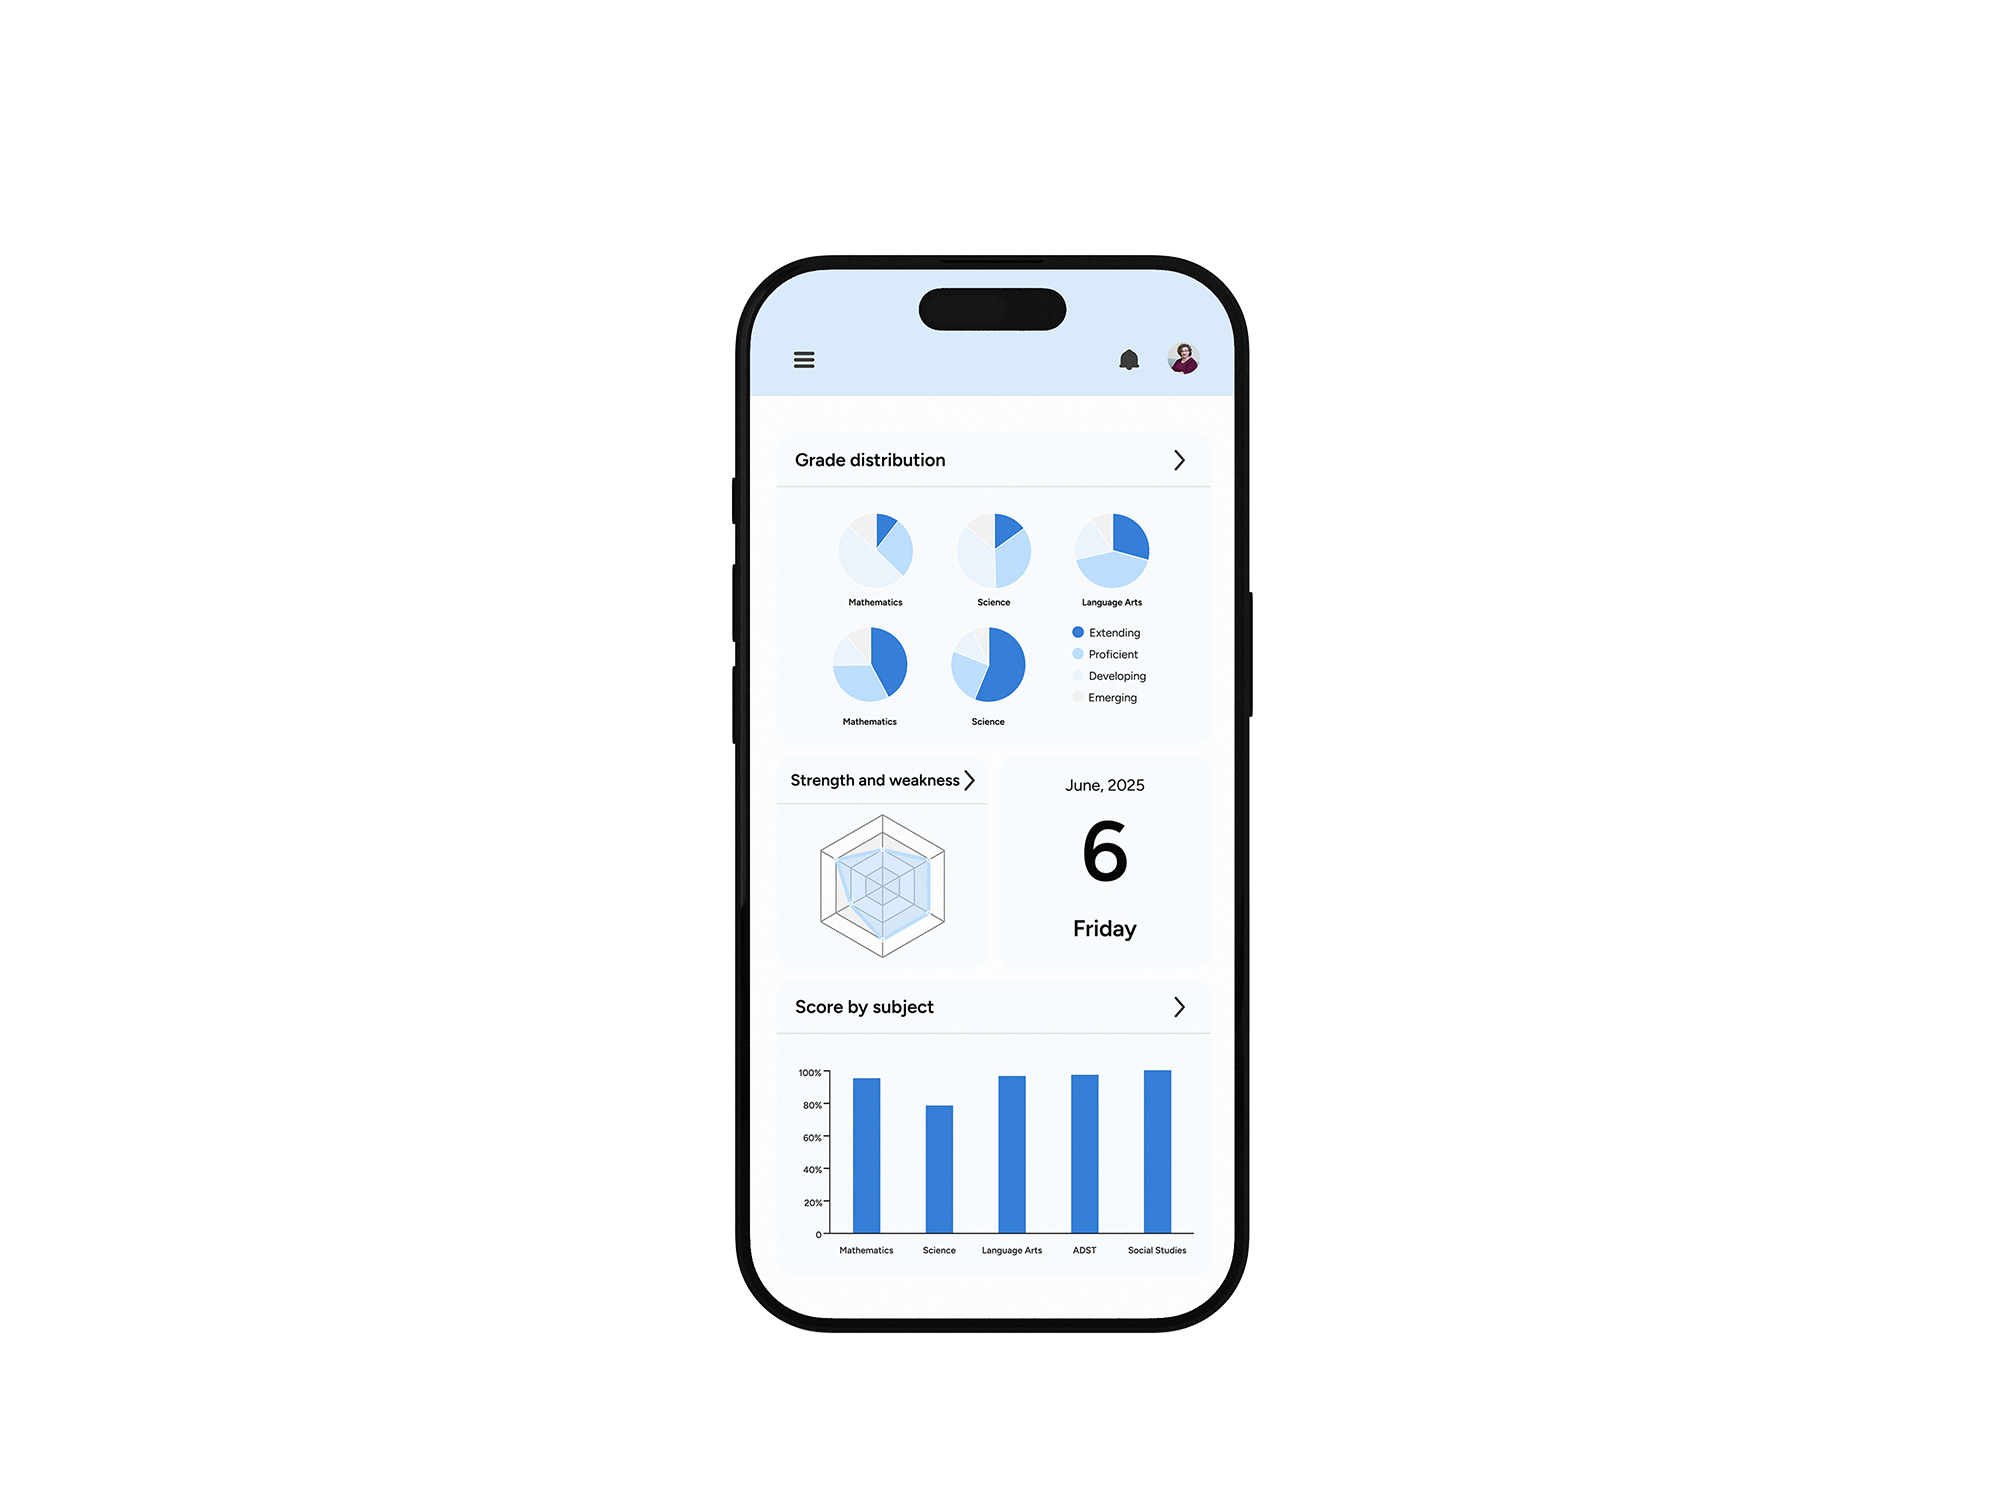 Grade distribution
Mathematics
Science
Language Arts
Mathematics
Science
Extending
Proficient
Developing
Emerging
Strength and weakness
June, 2025
6
Friday
Score by subject
100%
80%
60%
40%
20%
0
Mathematics
Science
Language Arts
ADST
Social Studies